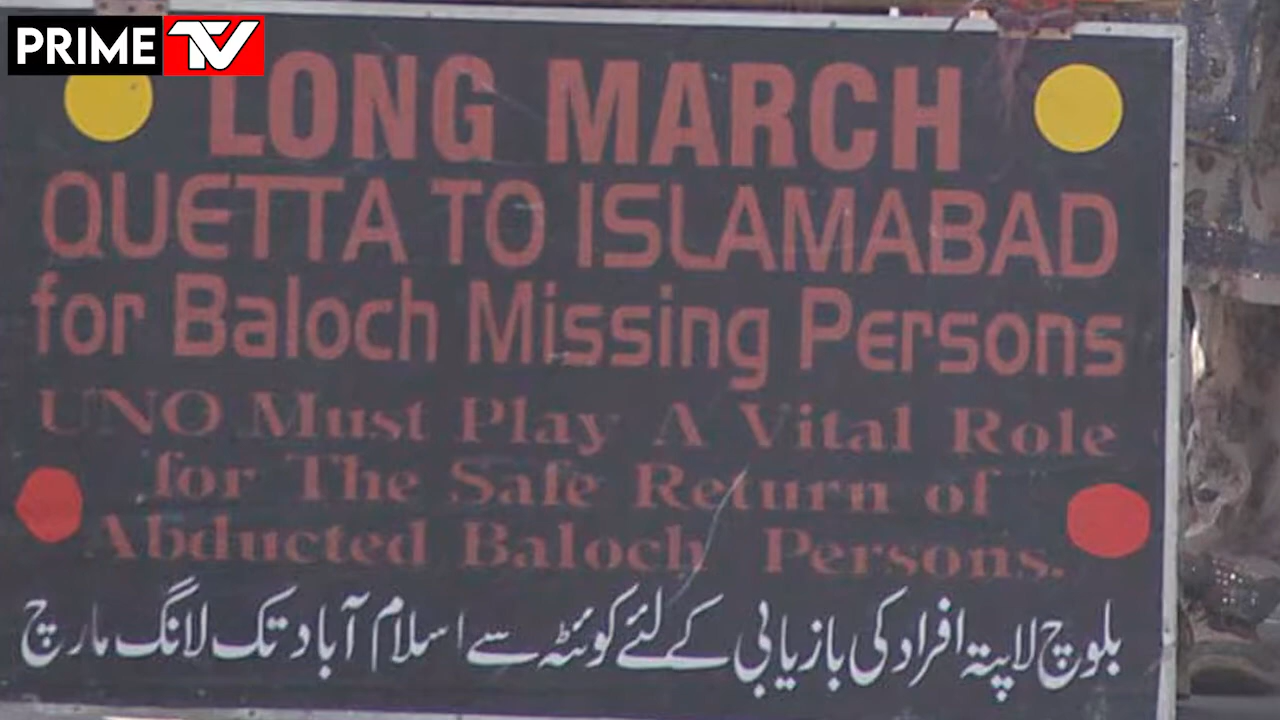 PRIME TV
LONG MARCH
QUETTA TO ISLAMABAD
for Baloch Missing Persons
UNO Must Play A Vital Role
for The Safe Return of
Abducted Baloch Persons.
بلوچ لاپتہ افراد کی بازیابی کے لئے کوئٹہ سے اسلام آباد تک لانگ مارچ